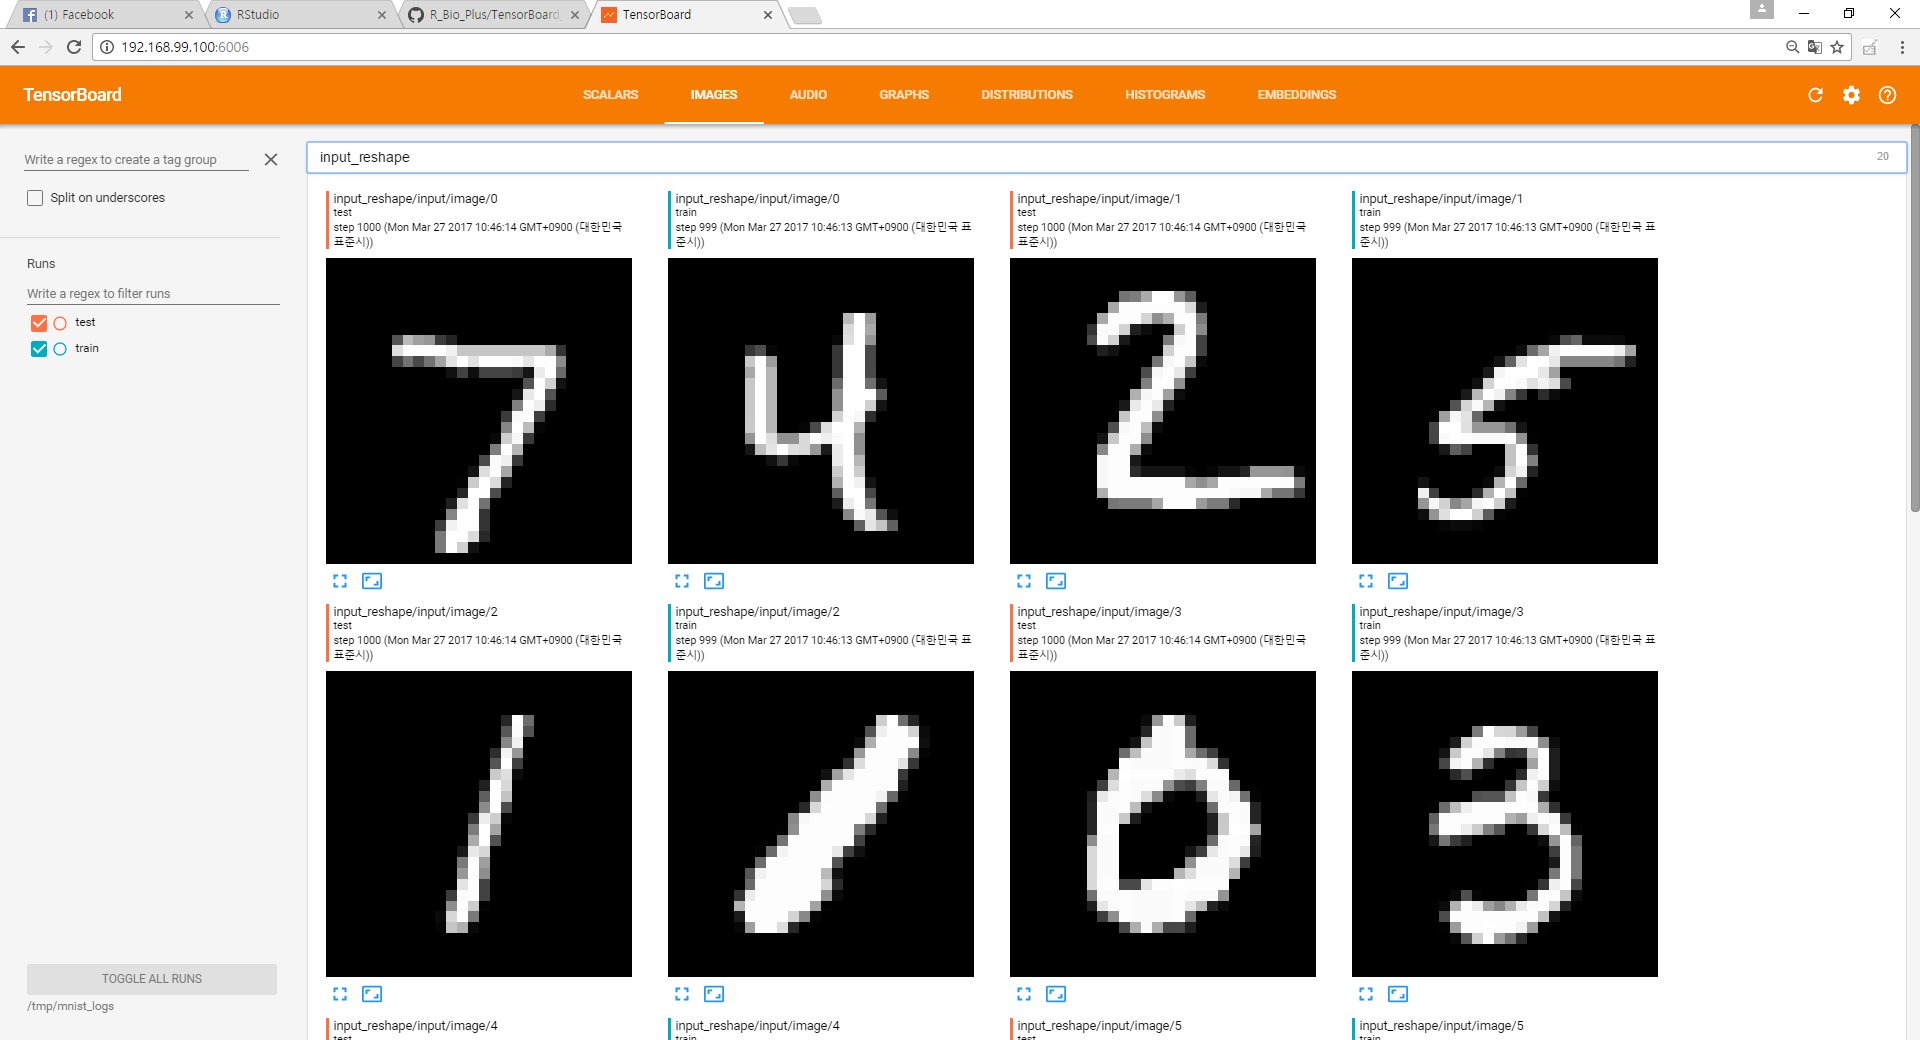 (1) Facebook
RStudio
R_Bio_Plus/TensorBoard
TensorBoard
192.168.99.100:6006
TensorBoard
SCALARS
IMAGES
AUDIO
GRAPHS
DISTRIBUTIONS
HISTOGRAMS
EMBEDDINGS
Write a regex to create a tag group
Split on underscores
Runs
Write a regex to filter runs
test
train
TOGGLE ALL RUNS
/tmp/mnist_logs
input_reshape
20
input_reshape/input/image/0
test
step 1000 (Mon Mar 27 2017 10:46:14 GMT+0900 (대한민국
표준시))
input_reshape/input/image/0
train
step 999 (Mon Mar 27 2017 10:46:13 GMT+0900 (대한민국 표
준시))
input_reshape/input/image/1
test
step 1000 (Mon Mar 27 2017 10:46:14 GMT+0900 (대한민국
표준시))
input_reshape/input/image/1
train
step 999 (Mon Mar 27 2017 10:46:13 GMT+0900 (대한민국 표
준시))
7
4
2
5
input_reshape/input/image/2
test
step 1000 (Mon Mar 27 2017 10:46:14 GMT+0900 (대한민국
표준시))
input_reshape/input/image/2
train
step 999 (Mon Mar 27 2017 10:46:13 GMT+0900 (대한민국 표
준시))
input_reshape/input/image/3
test
step 1000 (Mon Mar 27 2017 10:46:14 GMT+0900 (대한민국
표준시))
input_reshape/input/image/3
train
step 999 (Mon Mar 27 2017 10:46:13 GMT+0900 (대한민국 표
준시))
1
1
0
3
input_reshape/input/image/4
test
input_reshape/input/image/4
train
input_reshape/input/image/5
test
input_reshape/input/image/5
train